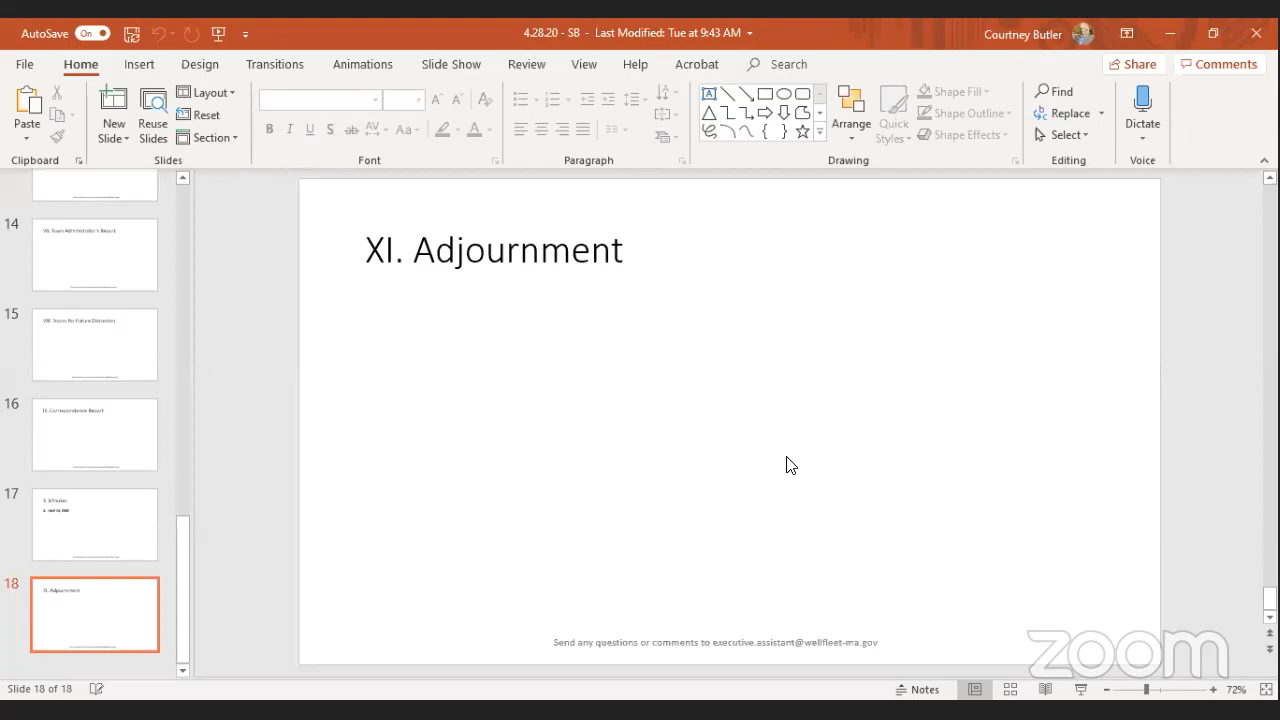 AutoSave On 4.28.20 - SB - Last Modified: Tue at 9:43 AM Courtney Butler
File Home Insert Design Transitions Animations Slide Show Review View Help Acrobat Search Share Comments
Paste New Slides Reuse Slides Layout Reset Section
B I U S ab AV Aa A
Arrange Quick Styles Shape Fill Shape Outline Shape Effects
Find Replace Select Dictate
Clipboard Slides Font Paragraph Drawing Editing Voice
14 VII. Town Administrator's Report
15 VIII. Topics for Future Discussion
16 IX. Correspondence Report
17 X. Minutes
18 XI. Adjournment
XI. Adjournment
Send any questions or comments to executive.assistant@wellfleet-ma.gov
zoom
Slide 18 of 18 Notes 72%